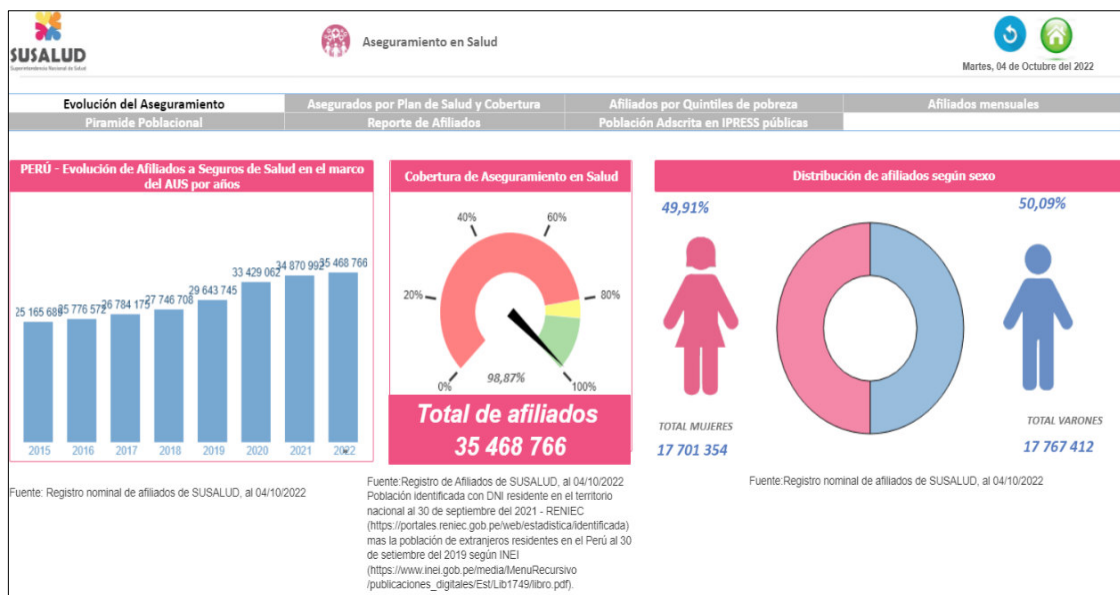 SUSALUD
Superintendencia Nacional de Salud
Aseguramiento en Salud
Martes, 04 de Octubre del 2022
Evolución del Aseguramiento
Asegurados por Plan de Salud y Cobertura
Afiliados por Quintiles de pobreza
Afiliados mensuales
Piramide Poblacional
Reporte de Afiliados
Población Adscrita en IPRESS públicas
PERÚ - Evolución de Afiliados a Seguros de Salud en el marco
del AUS por años
25 165 689
25 776 572
26 784 175
27 746 708
29 643 745
33 429 062
34 870 992
35 468 766
2015
2016
2017
2018
2019
2020
2021
2022
Fuente: Registro nominal de afiliados de SUSALUD, al 04/10/2022
Cobertura de Aseguramiento en Salud
40%
60%
20%
80%
0%
98,87%
100%
Total de afiliados
35 468 766
Fuente:Registro de Afiliados de SUSALUD, al 04/10/2022
Población identificada con DNI residente en el territorio
nacional al 30 de septiembre del 2021 - RENIEC
(https://portales.reniec.gob.pe/web/estadistica/identificada)
mas la población de extranjeros residentes en el Perú al 30
de setiembre del 2019 según INEI
(https://www.inei.gob.pe/media/MenuRecursivo
/publicaciones_digitales/Est/Lib1749/libro.pdf).
Distribución de afiliados según sexo
49,91%
50,09%
TOTAL MUJERES
17 701 354
TOTAL VARONES
17 767 412
Fuente:Registro nominal de afiliados de SUSALUD, al 04/10/2022